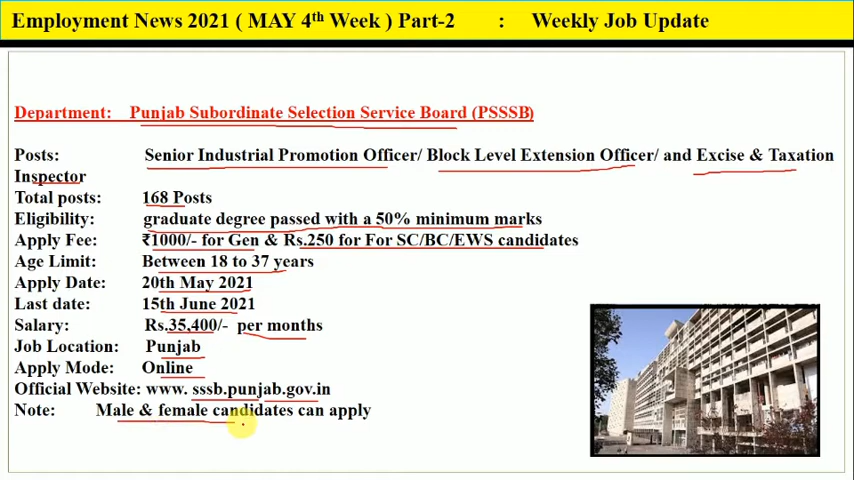 Employment News 2021 ( MAY 4th Week ) Part-2 : Weekly Job Update
Department: Punjab Subordinate Selection Service Board (PSSSB)
Posts: Senior Industrial Promotion Officer/ Block Level Extension Officer/ and Excise & Taxation
Inspector
Total posts: 168 Posts
Eligibility: graduate degree passed with a 50% minimum marks
Apply Fee: ₹1000/- for Gen & Rs.250 for For SC/BC/EWS candidates
Age Limit: Between 18 to 37 years
Apply Date: 20th May 2021
Last date: 15th June 2021
Salary: Rs.35,400/- per months
Job Location: Punjab
Apply Mode: Online
Official Website: www. sssb.punjab.gov.in
Note: Male & female candidates can apply